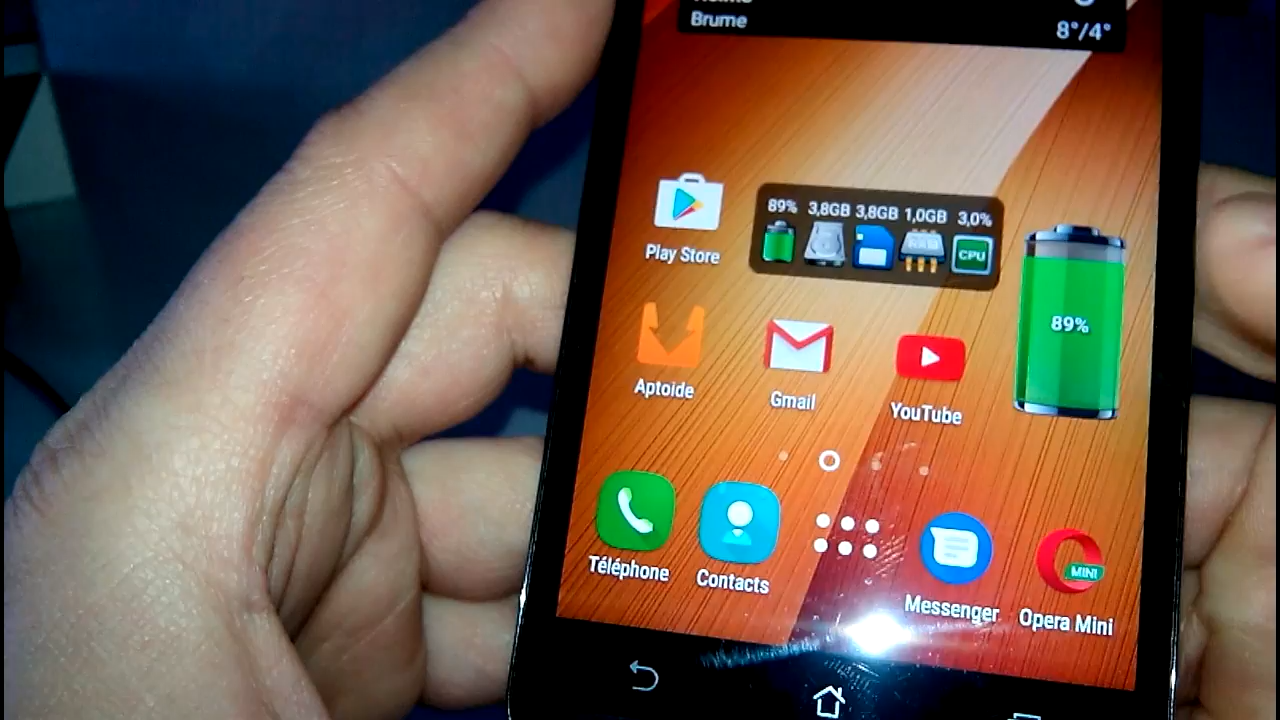 Brume
8°/4°
89% 3,8GB 3,8GB 1,0GB 3,0%
RAM
CPU
Play Store
89%
Aptoide
Gmail
YouTube
Téléphone
Contacts
Messenger
MINI
Opera Mini